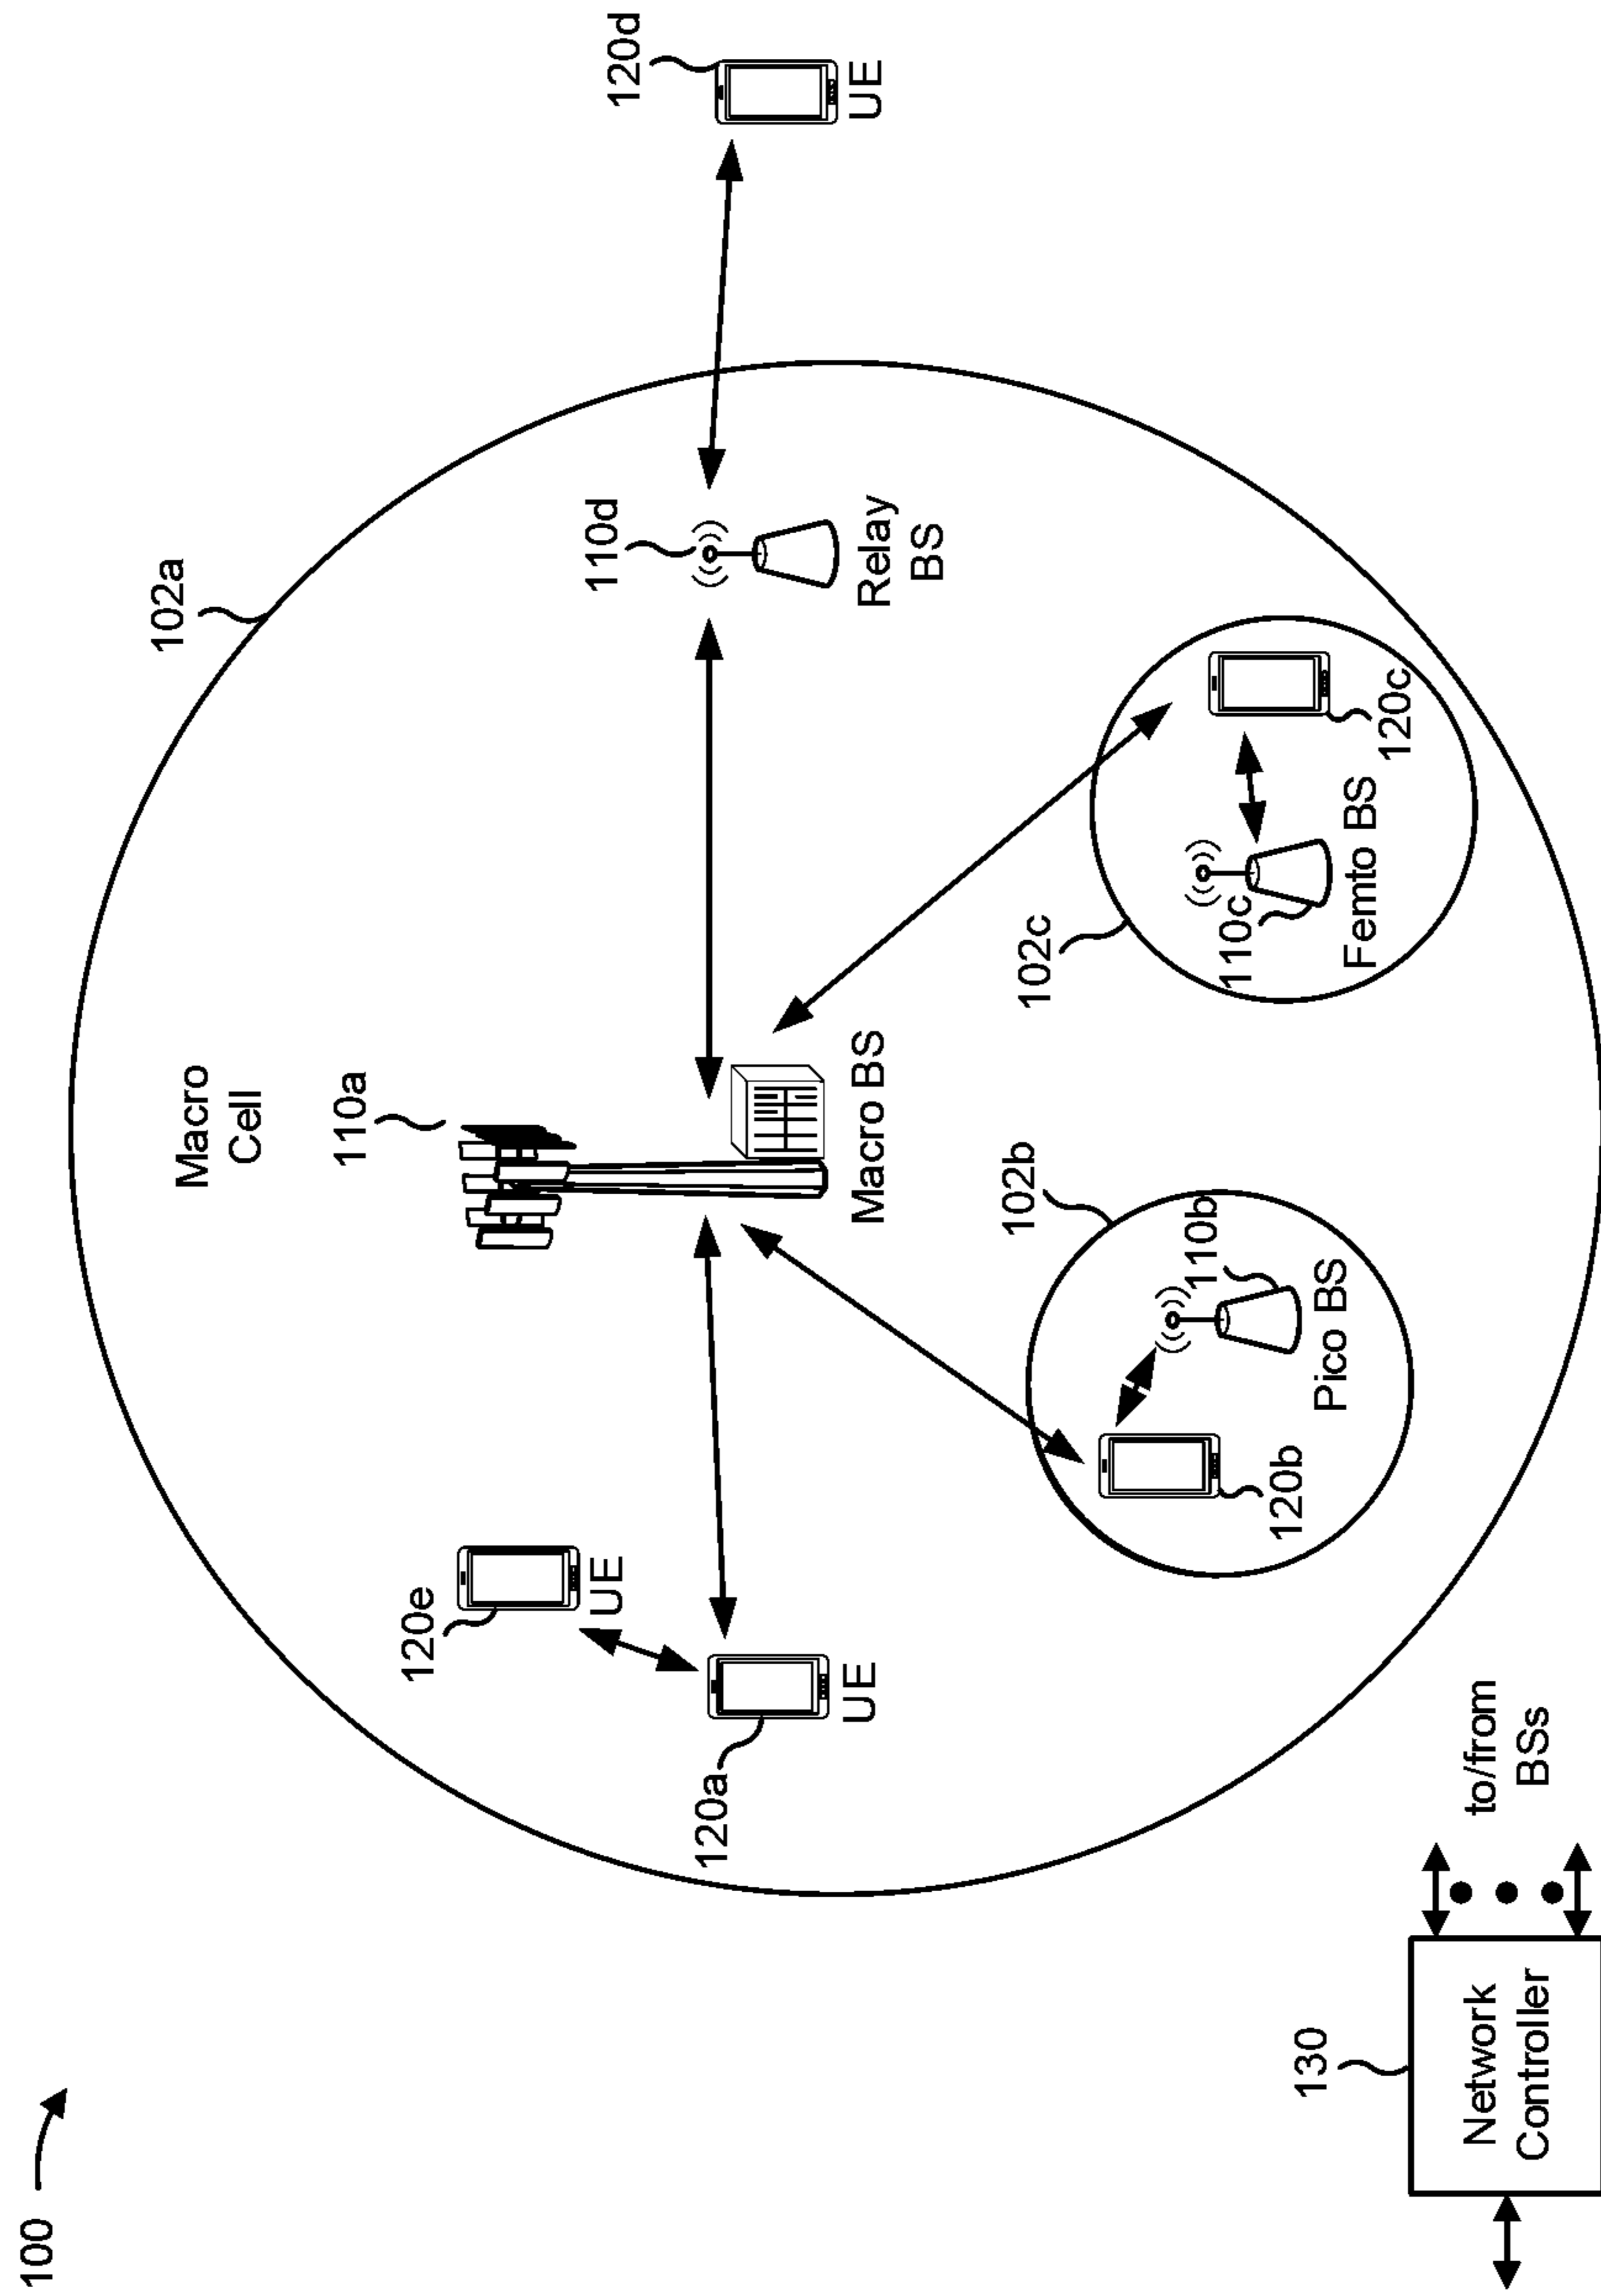 100
102a
Macro
Cell
110a
120d
UE
110d
Relay
BS
120e
UE
120a
UE
Macro BS
102b
110b
Pico BS
120b
102c
110c
Femto BS
120c
130
Network
Controller
to/from
BSs